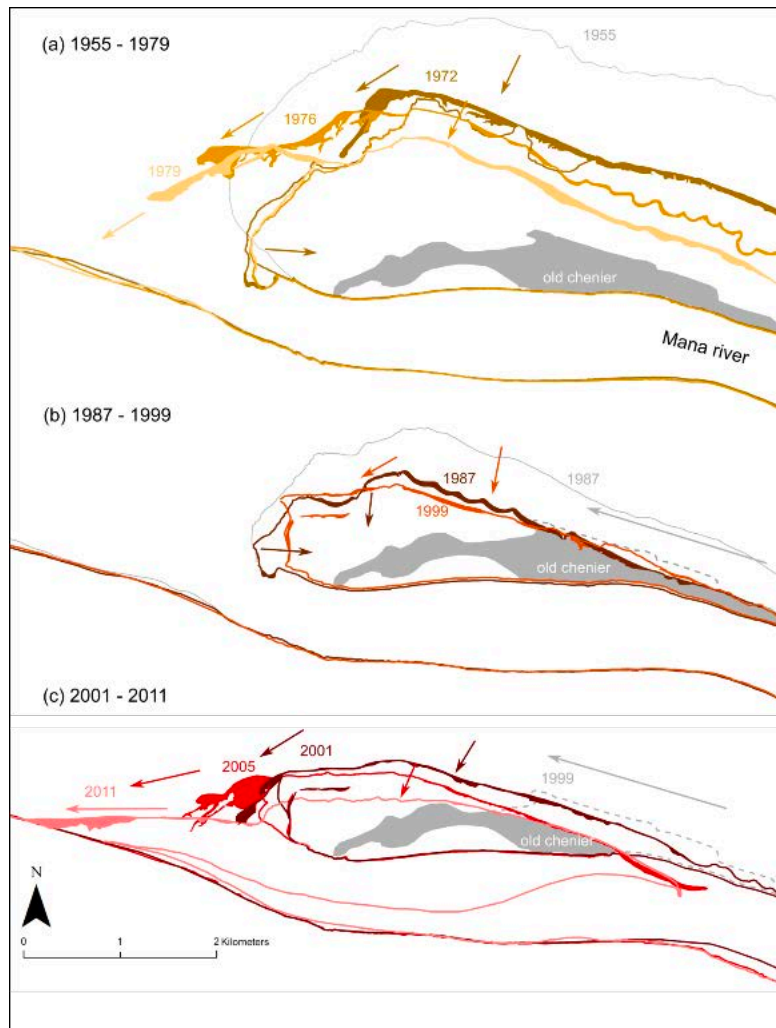 (a) 1955 - 1979
1955
1972
1976
1979
old chenier
Mana river
(b) 1987 - 1999
1987
1987
1999
old chenier
(c) 2001 - 2011
2001
2005
1999
2011
old chenier
N
0 1 2 Kilometers